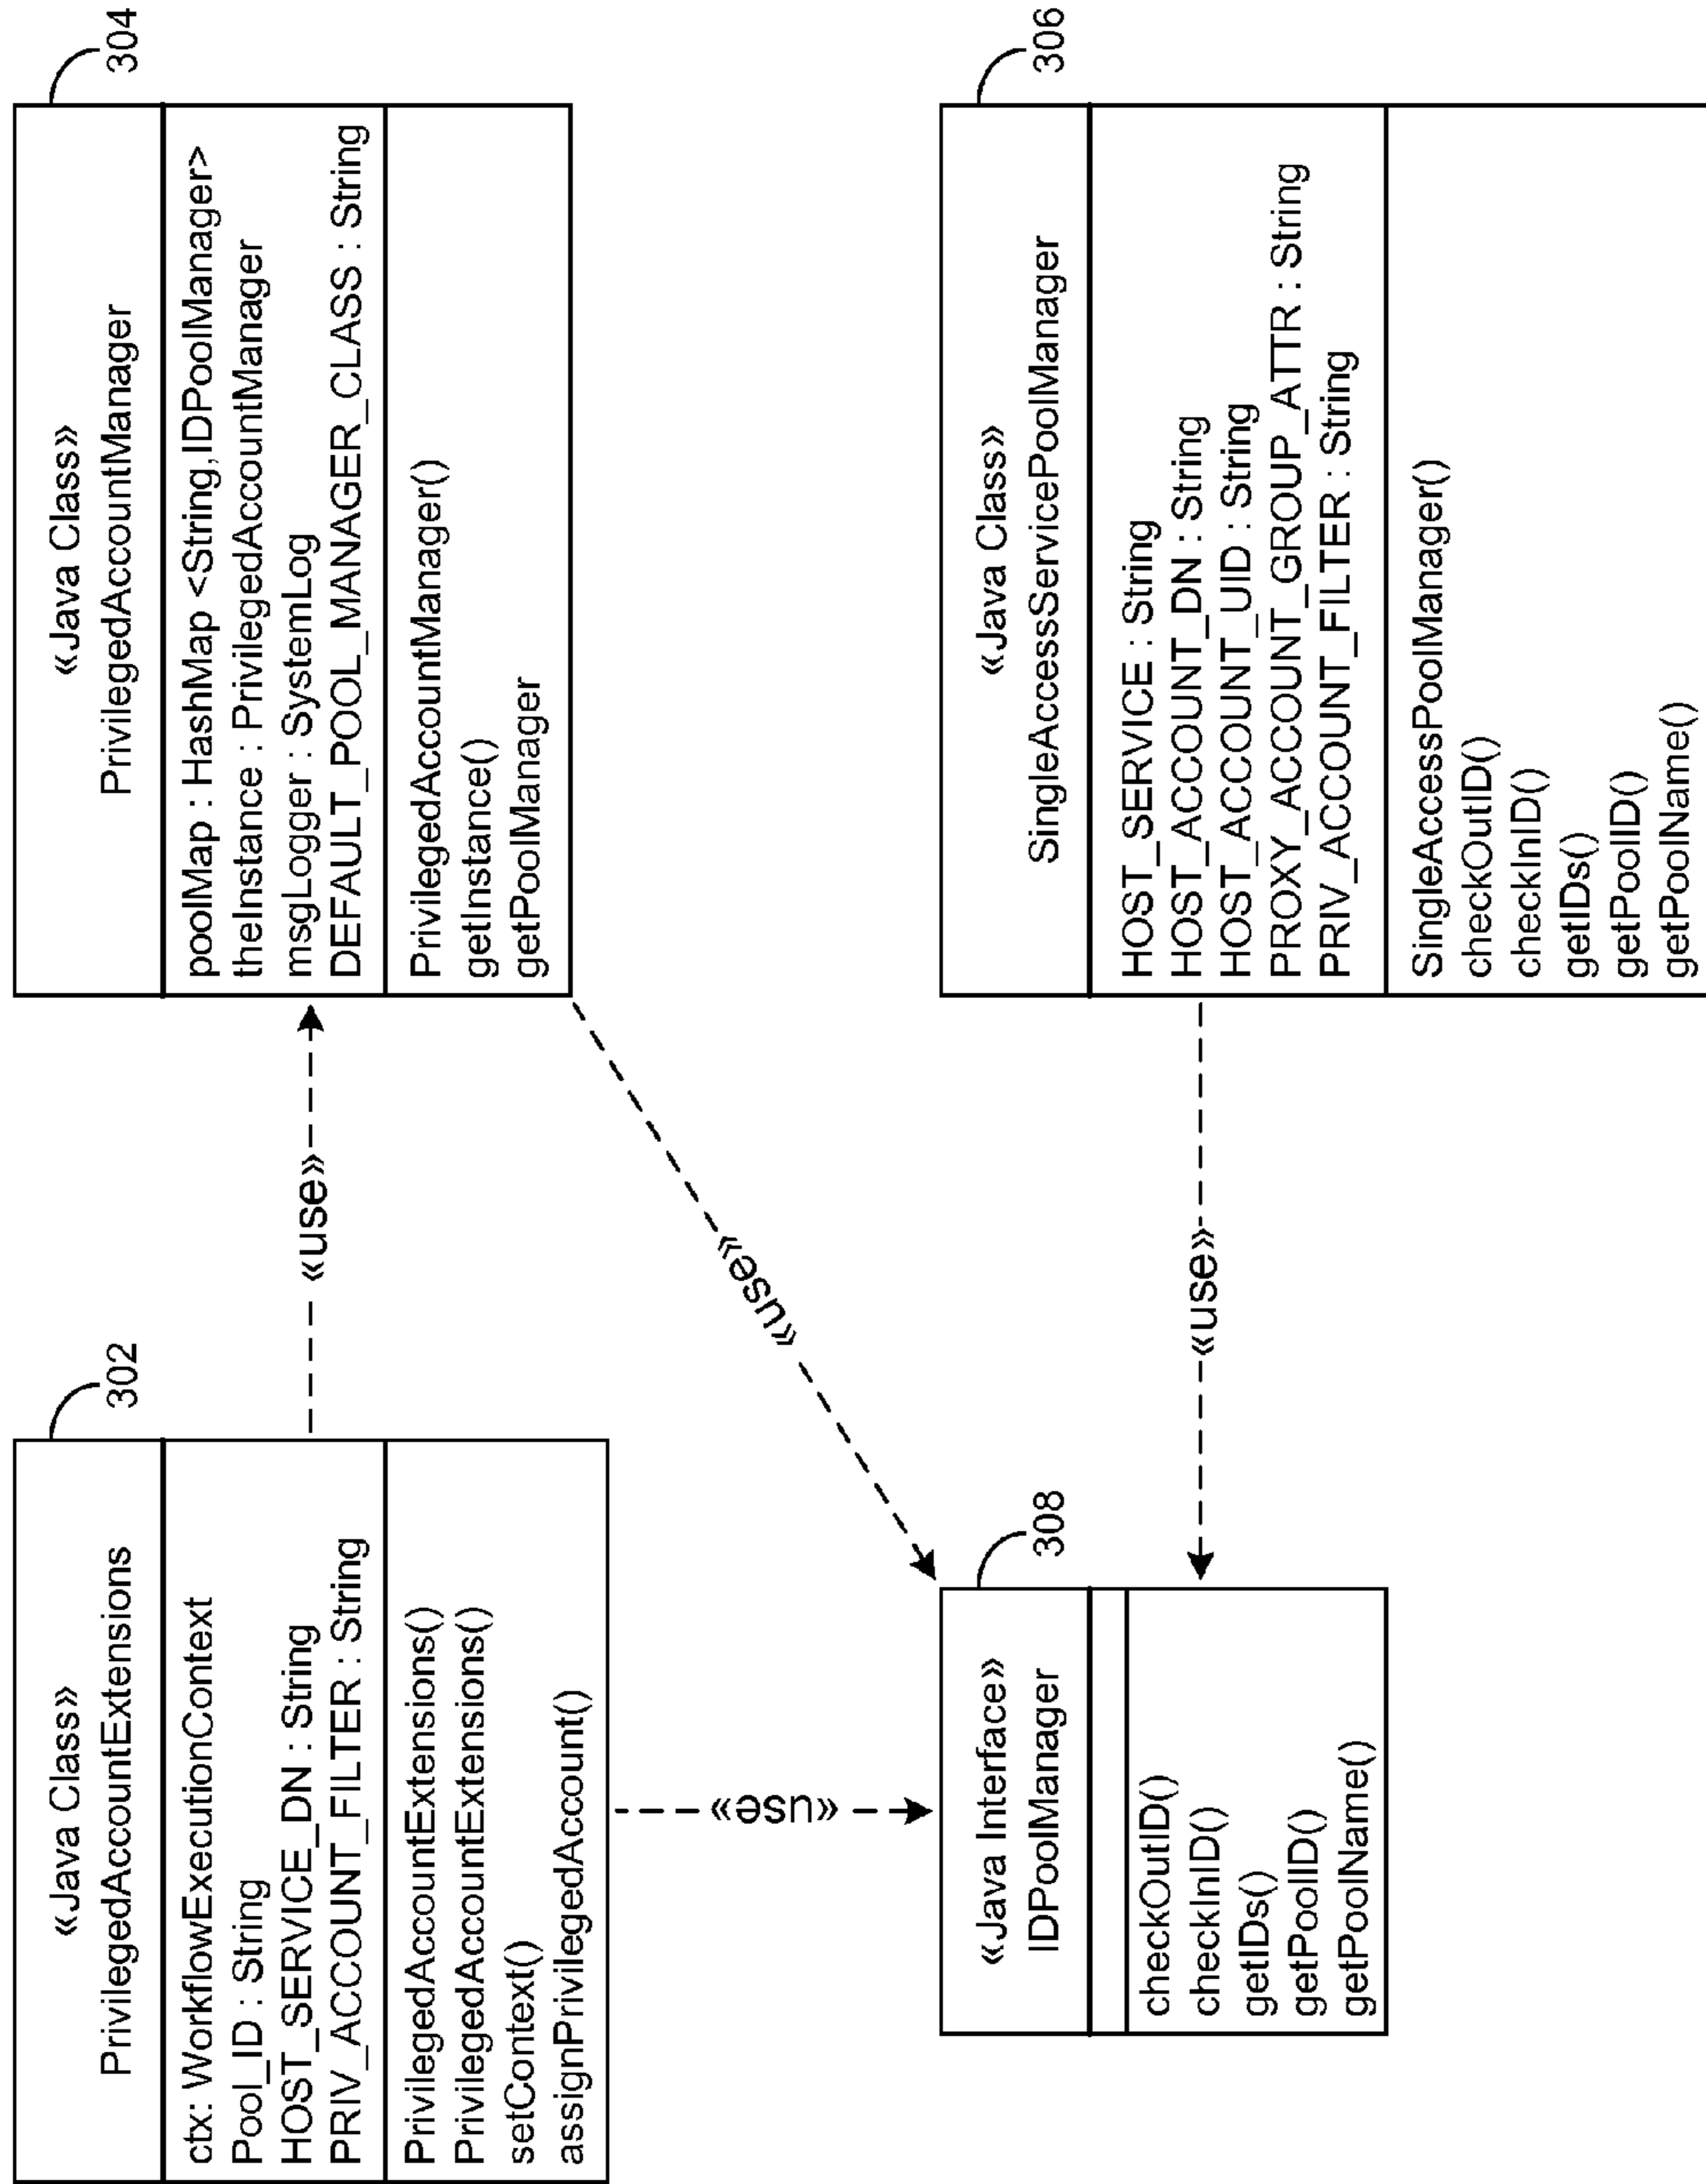 «Java Class»
PrivilegedAccountExtensions
302
ctx: WorkflowExecutionContext
Pool_ID : String
HOST_SERVICE_DN : String
PRIV_ACCOUNT_FILTER : String
PrivilegedAccountExtensions()
PrivilegedAccountExtensions()
setContext()
assignPrivilegedAccount()
«use»
«Java Class»
PrivilegedAccountManager
304
poolMap : HashMap <String,IDPoolManager>
theInstance : PrivilegedAccountManager
msgLogger : SystemLog
DEFAULT_POOL_MANAGER_CLASS : String
PrivilegedAccountManager()
getInstance()
getPoolManager
«use»
«use»
«Java Interface»
IDPoolManager
308
checkOutID()
checkInID()
getIDs()
getPoolID()
getPoolName()
«use»
«Java Class»
SingleAccessServicePoolManager
306
HOST_SERVICE : String
HOST_ACCOUNT_DN : String
HOST_ACCOUNT_UID : String
PROXY_ACCOUNT_GROUP_ATTR : String
PRIV_ACCOUNT_FILTER : String
SingleAccessPoolManager()
checkOutID()
checkInID()
getIDs()
getPoolID()
getPoolName()